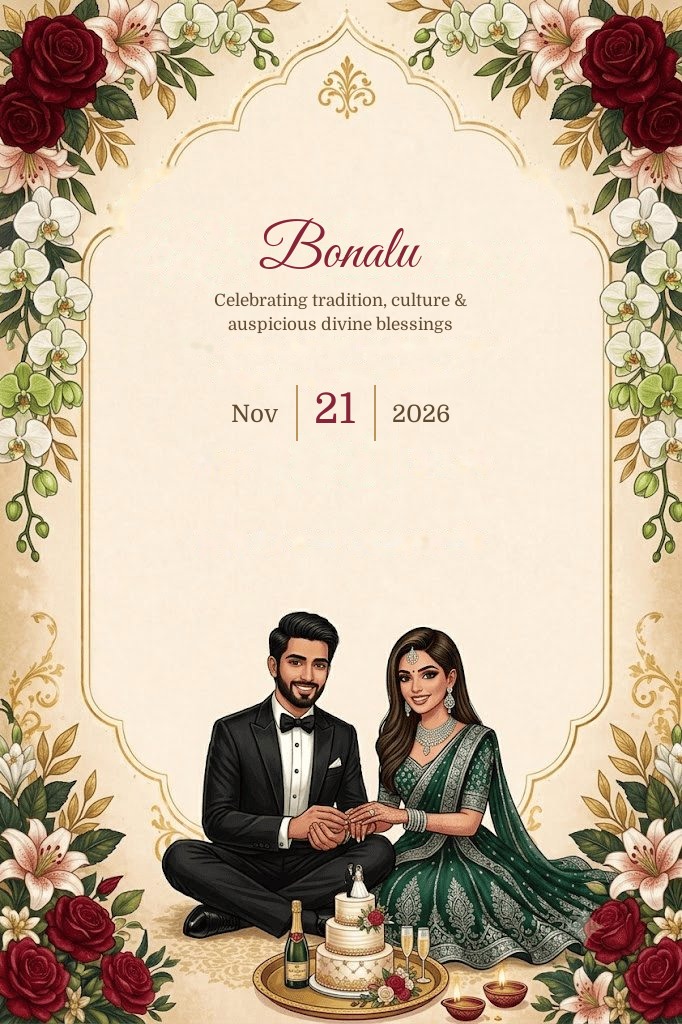 Bonalu
Celebrating tradition, culture &
auspicious divine blessings
Nov 21 2026